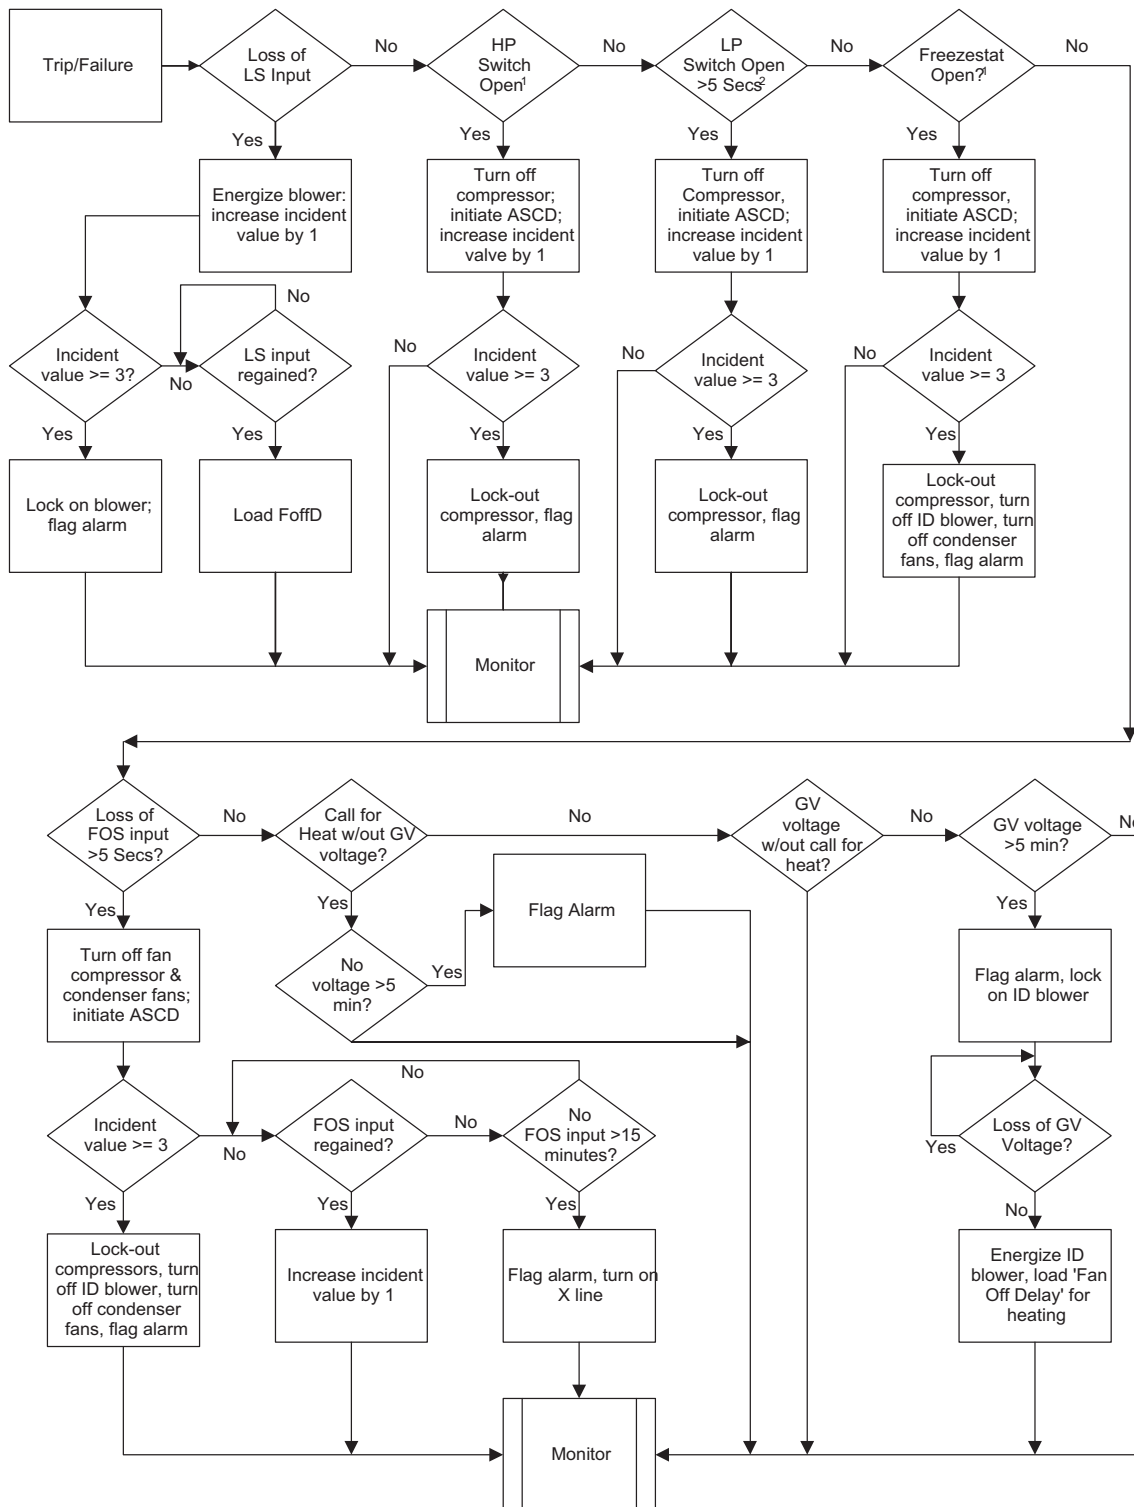 Trip/Failure
Loss of
LS Input
No
HP
Switch
Open1
No
LP
Switch Open
>5 Secs2
No
Freezestat
Open?1
No
Yes
Yes
Yes
Yes
Energize blower:
increase incident
value by 1
Turn off
compressor;
initiate ASCD;
increase incident
valve by 1
Turn off
Compressor,
initiate ASCD;
increase incident
value by 1
Turn off
compressor,
initiate ASCD;
increase incident
value by 1
No
Incident
value >= 3?
No
LS input
regained?
No
Incident
value >= 3
No
Incident
value >= 3
No
Incident
value >= 3
Yes
Yes
Yes
Yes
Yes
Lock on blower;
flag alarm
Load FoffD
Lock-out
compressor, flag
alarm
Lock-out
compressor, flag
alarm
Lock-out
compressor, turn
off ID blower, turn
off condenser
fans, flag alarm
Monitor
Loss of
FOS input
>5 Secs?
No
Call for
Heat w/out GV
voltage?
No
GV
voltage
w/out call for
heat?
No
GV voltage
>5 min?
No
Yes
Yes
Yes
Turn off fan
compressor &
condenser fans;
initiate ASCD
No
voltage >5
min?
Yes
Flag Alarm
Flag alarm, lock
on ID blower
No
Incident
value >= 3
No
FOS input
regained?
No
No
FOS input >15
minutes?
Loss of GV
Voltage?
Yes
Yes
Yes
Yes
No
Lock-out
compressors, turn
off ID blower, turn
off condenser
fans, flag alarm
Increase incident
value by 1
Flag alarm, turn on
X line
Energize ID
blower, load 'Fan
Off Delay' for
heating
Monitor